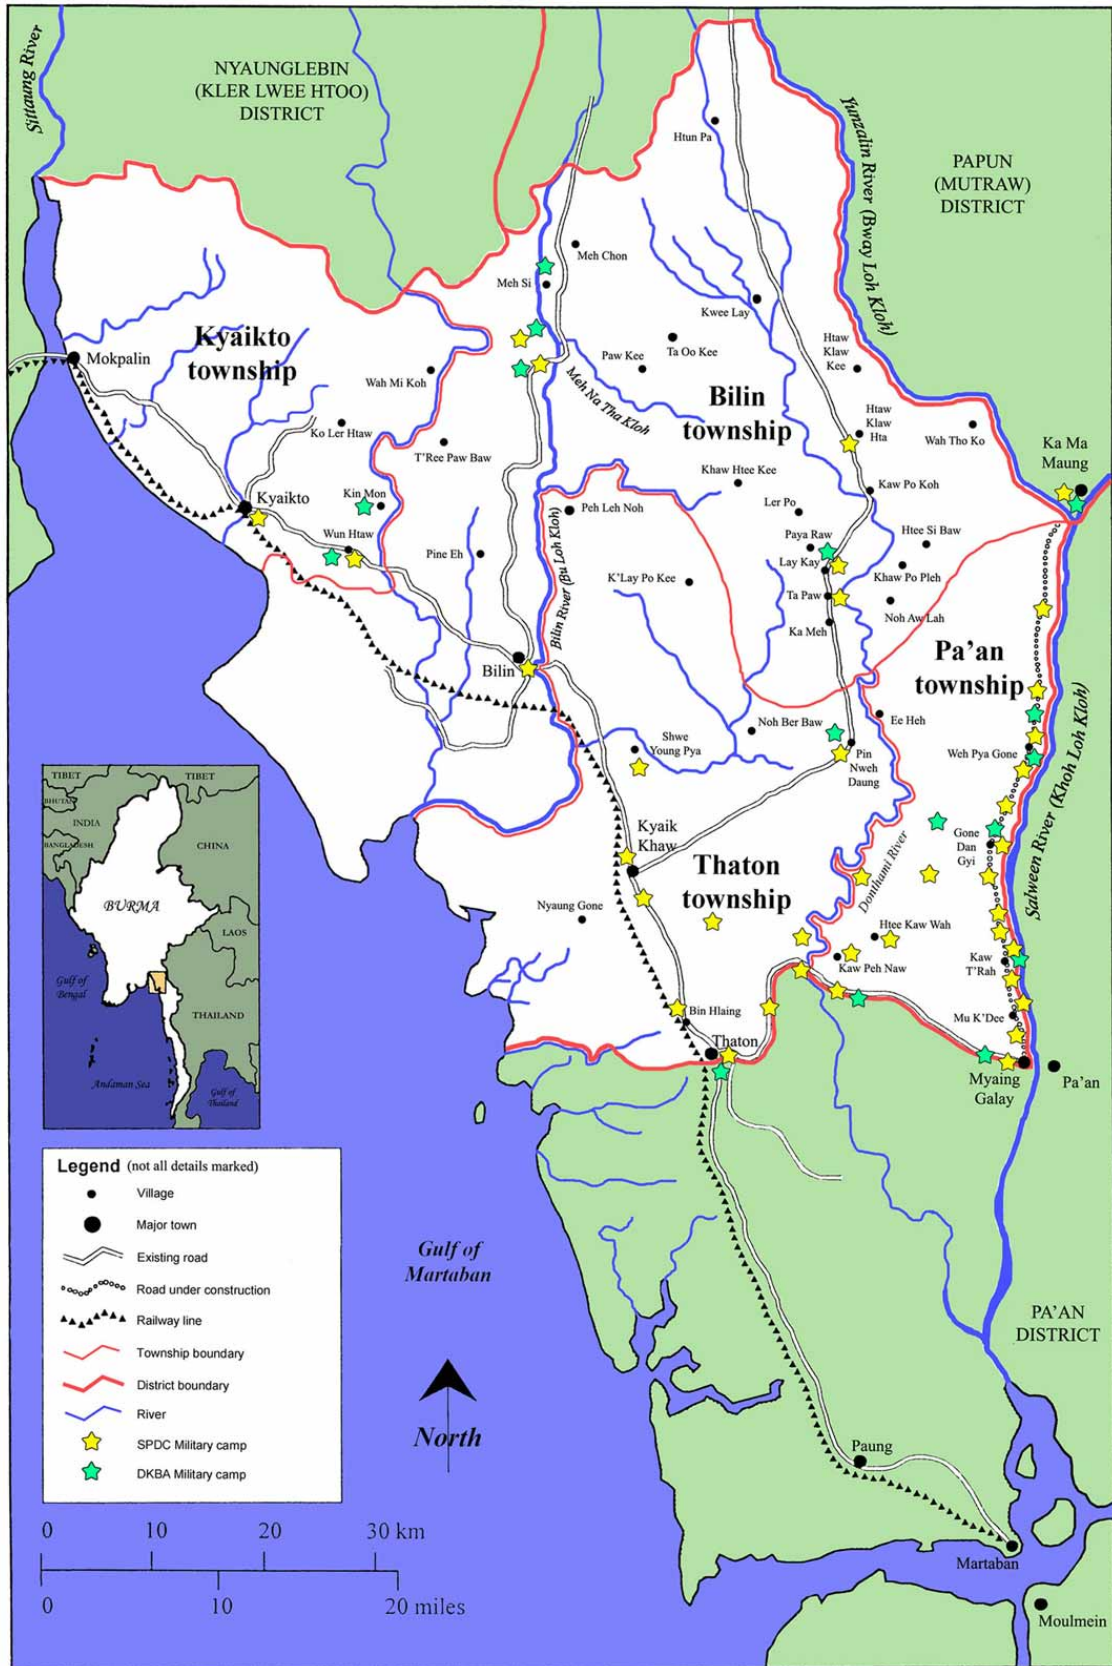 Sittaung River
NYAUNGLEBIN
(KLER LWEE HTOO)
DISTRICT
Htun Pa
Yunzalin River (Bway Loh Kloh)
PAPUN
(MUTRAW)
DISTRICT
Meh Chon
Meh Si
Kwee Lay
Kyaikto
township
Mokpalin
Ta Oo Kee
Paw Kee
Htaw
Klaw
Kee
Wah Mi Koh
Meh Na Tha Kloh
Bilin
township
Ko Ler Htaw
T'Ree Paw Baw
Htaw
Klaw
Hta
Wah Tho Ko
Ka Ma
Maung
Khaw Htee Kee
Kaw Po Koh
Kyaikto
Kin Mon
Peh Leh Noh
Ler Po
Wun Htaw
Pine Eh
Bilin River (Bu Loh Kloh)
Paya Raw
Htee Si Baw
Lay Kay
Khaw Po Pleh
K'Lay Po Kee
Ta Paw
Noh Aw Lah
Ka Meh
Pa'an
township
Bilin
Noh Ber Baw
Ee Heh
Shwe
Young Pya
Pin
Nweh
Daung
Weh Pya Gone
Salween River (Khoh Loh Kloh)
Kyaik
Khaw
Gone
Dan
Gyi
Thaton
township
Donthami River
Nyaung Gone
Htee Kaw Wah
Kaw Peh Naw
Kaw
T'Rah
Bin Hlaing
Mu K'Dee
Thaton
Myaing
Galay
Pa'an
TIBET
TIBET
BHUTAN
INDIA
BANGLADESH
CHINA
BURMA
LAOS
Gulf of
Bengal
THAILAND
Andaman Sea
Gulf of
Thailand
Legend (not all details marked)
Village
Major town
Existing road
Road under construction
Railway line
Township boundary
District boundary
River
SPDC Military camp
DKBA Military camp
Gulf of
Martaban
North
PA'AN
DISTRICT
Paung
Martaban
Moulmein
0 10 20 30 km
0 10 20 miles